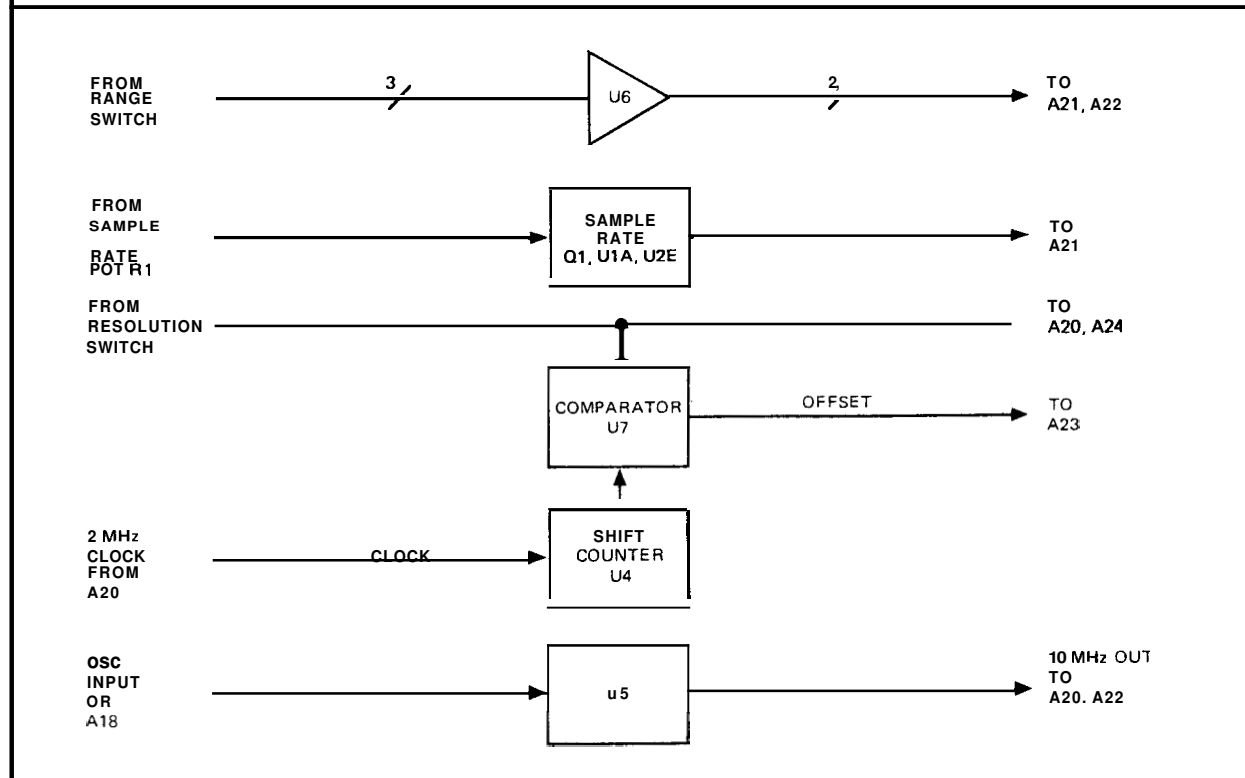 FROM
RANGE
SWITCH
3
U6
2,
TO
A21, A22
FROM
SAMPLE
RATE
POT R1
SAMPLE
RATE
Q1, U1A, U2E
TO
A21
FROM
RESOLUTION
SWITCH
TO
A20, A24
COMPARATOR
U7
OFFSET
TO
A23
2 MHz
CLOCK
FROM
A20
CLOCK
SHIFT
COUNTER
U4
OSC
INPUT
OR
A18
u5
10 MHz OUT
TO
A20. A22